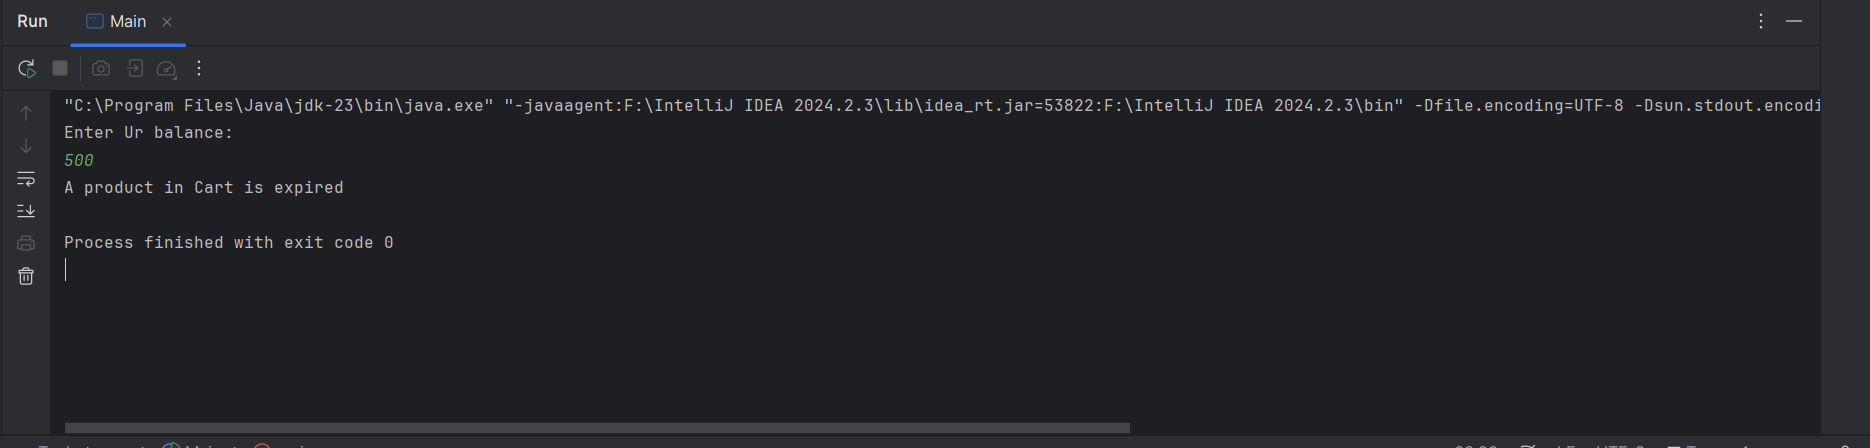 Run Main
"C:\Program Files\Java\jdk-23\bin\java.exe" "-javaagent:F:\IntelliJ IDEA 2024.2.3\lib\idea_rt.jar=53822:F:\IntelliJ IDEA 2024.2.3\bin" -Dfile.encoding=UTF-8 -Dsun.stdout.encodi
Enter Ur balance:
500
A product in Cart is expired
Process finished with exit code 0